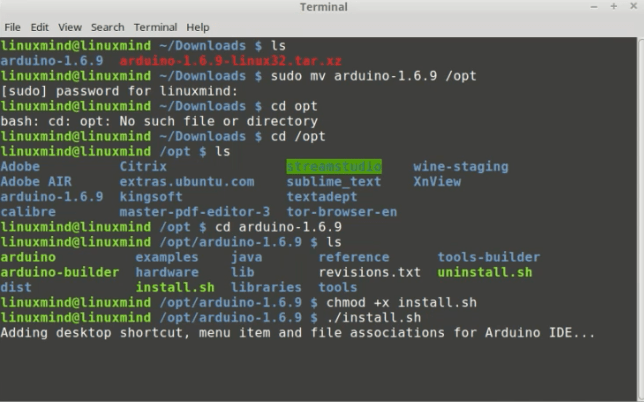 Terminal
File Edit View Search Terminal Help
linuxmind@linuxmind ~/Downloads $ ls
arduino-1.6.9 arduino-1.6.9-linux32.tar.xz
linuxmind@linuxmind ~/Downloads $ sudo mv arduino-1.6.9 /opt
[sudo] password for linuxmind:
linuxmind@linuxmind ~/Downloads $ cd opt
bash: cd: opt: No such file or directory
linuxmind@linuxmind ~/Downloads $ cd /opt
linuxmind@linuxmind /opt $ ls
Adobe Citrix streamstudio wine-staging
Adobe AIR extras.ubuntu.com sublime_text XnView
arduino-1.6.9 kingsoft textadept
calibre master-pdf-editor-3 tor-browser-en
linuxmind@linuxmind /opt $ cd arduino-1.6.9
linuxmind@linuxmind /opt/arduino-1.6.9 $ ls
arduino examples java reference tools-builder
arduino-builder hardware lib revisions.txt uninstall.sh
dist install.sh libraries tools
linuxmind@linuxmind /opt/arduino-1.6.9 $ chmod +x install.sh
linuxmind@linuxmind /opt/arduino-1.6.9 $ ./install.sh
Adding desktop shortcut, menu item and file associations for Arduino IDE...